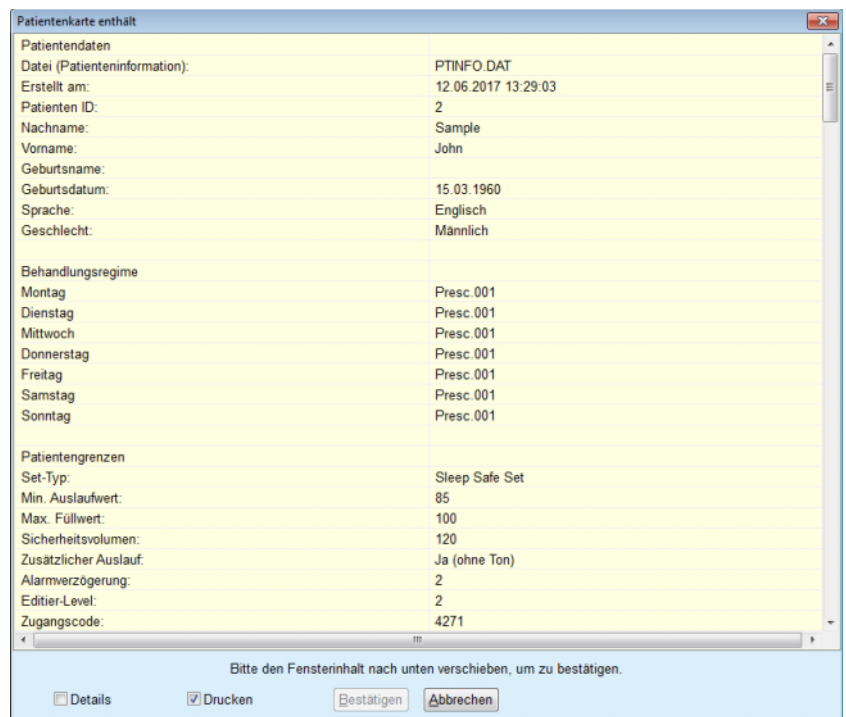 Patientenkarte enthält
Patientendaten
Datei (Patienteninformation): PTINFO.DAT
Erstellt am: 12.06.2017 13:29:03
Patienten ID: 2
Nachname: Sample
Vorname: John
Geburtsname:
Geburtsdatum: 15.03.1960
Sprache: Englisch
Geschlecht: Männlich
Behandlungsregime
Montag Presc.001
Dienstag Presc.001
Mittwoch Presc.001
Donnerstag Presc.001
Freitag Presc.001
Samstag Presc.001
Sonntag Presc.001
Patientengrenzen
Set-Typ: Sleep Safe Set
Min. Auslaufwert: 85
Max. Füllwert: 100
Sicherheitsvolumen: 120
Zusätzlicher Auslauf: Ja (ohne Ton)
Alarmverzögerung: 2
Editier-Level: 2
Zugangscode: 4271
Bitte den Fensterinhalt nach unten verschieben, um zu bestätigen.
Details Drucken Bestätigen Abbrechen